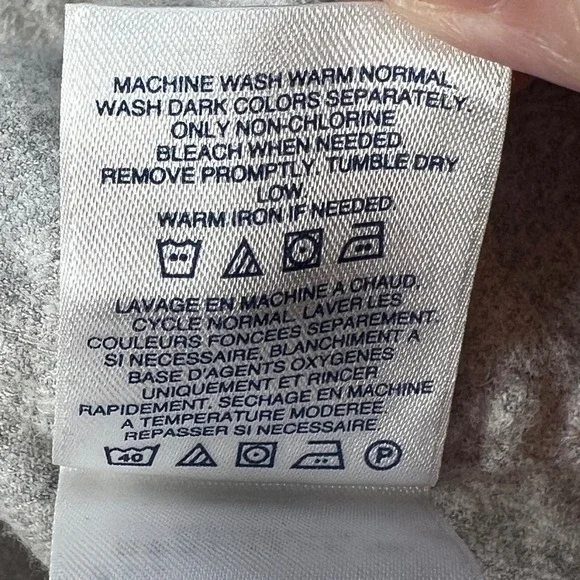 MACHINE WASH WARM NORMAL.
WASH DARK COLORS SEPARATELY.
ONLY NON-CHLORINE
BLEACH WHEN NEEDED.
REMOVE PROMPTLY. TUMBLE DRY
LOW.
WARM IRON IF NEEDED
LAVAGE EN MACHINE A CHAUD.
CYCLE NORMAL. LAVER LES
COULEURS FONCEES SEPAREMENT.
SI NECESSAIRE, BLANCHIMENT A
BASE D'AGENTS OXYGENES
UNIQUEMENT ET RINCER
RAPIDEMENT. SECHAGE EN MACHINE
A TEMPERATURE MODEREE.
REPASSER SI NECESSAIRE.
40 P